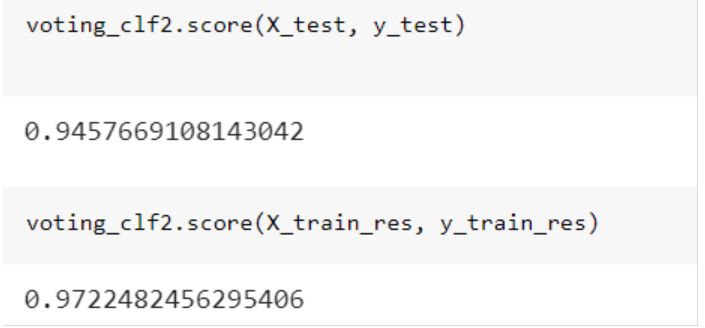 voting_clf2.score(X_test, y_test)
0.9457669108143042
voting_clf2.score(X_train_res, y_train_res)
0.9722482456295406